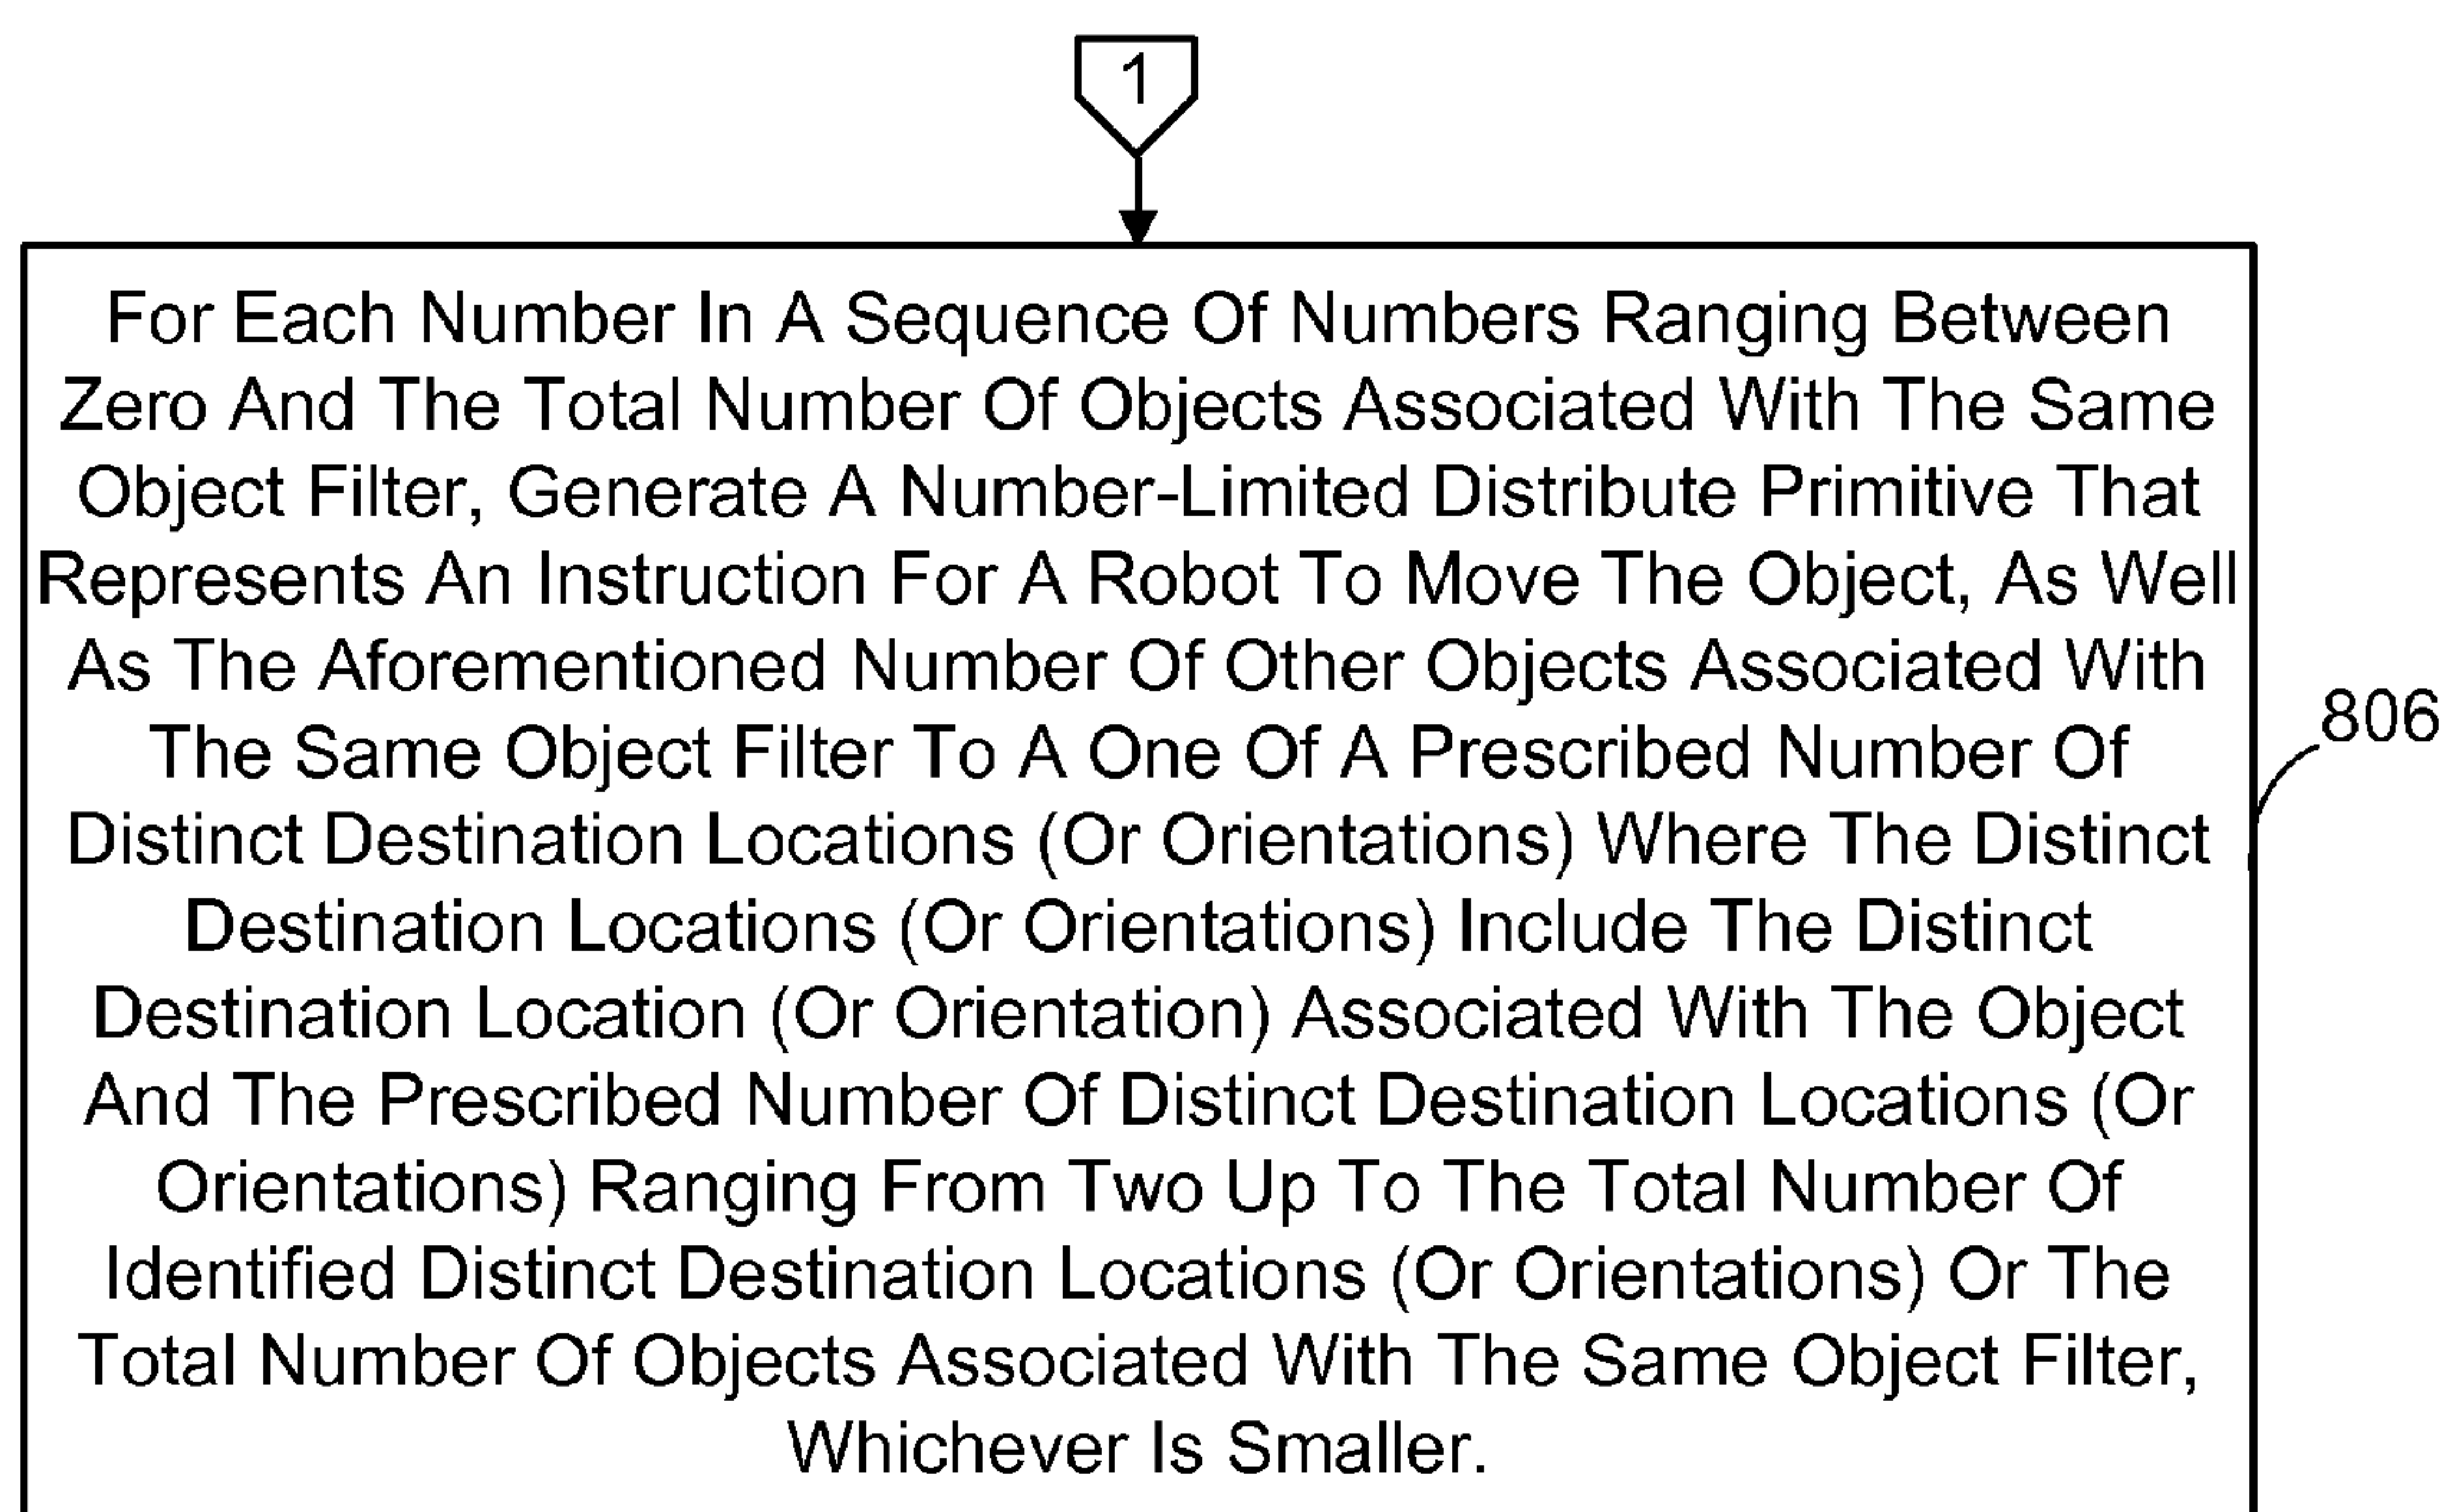 1
For Each Number In A Sequence Of Numbers Ranging Between
Zero And The Total Number Of Objects Associated With The Same
Object Filter, Generate A Number-Limited Distribute Primitive That
Represents An Instruction For A Robot To Move The Object, As Well
As The Aforementioned Number Of Other Objects Associated With
The Same Object Filter To A One Of A Prescribed Number Of
Distinct Destination Locations (Or Orientations) Where The Distinct
Destination Locations (Or Orientations) Include The Distinct
Destination Location (Or Orientation) Associated With The Object
And The Prescribed Number Of Distinct Destination Locations (Or
Orientations) Ranging From Two Up To The Total Number Of
Identified Distinct Destination Locations (Or Orientations) Or The
Total Number Of Objects Associated With The Same Object Filter,
Whichever Is Smaller.
806